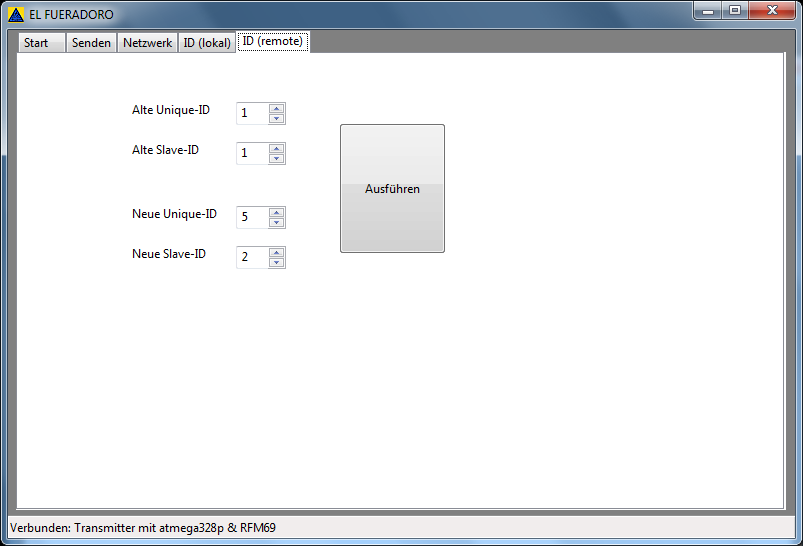 EL FUERADORO
Start Senden Netzwerk ID (lokal) ID (remote)
Alte Unique-ID 1
Alte Slave-ID 1
Ausführen
Neue Unique-ID 5
Neue Slave-ID 2
Verbunden: Transmitter mit atmega328p & RFM69